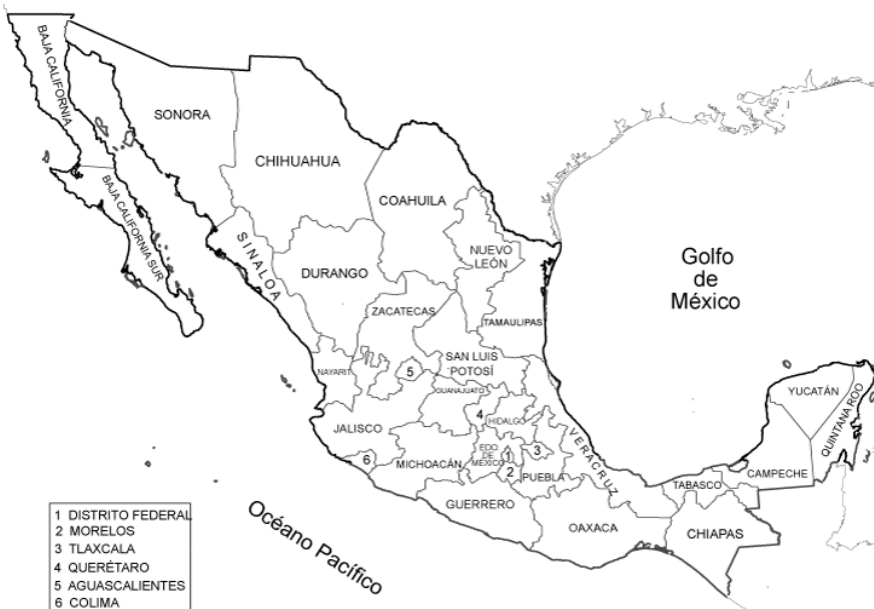 BAJA CALIFORNIA
SONORA
CHIHUAHUA
COAHUILA
BAJA CALIFORNIA SUR
SINALOA
NUEVO
LEÓN
DURANGO
Golfo
de
México
ZACATECAS
TAMAULIPAS
SAN LUIS
POTOSÍ
NAYARIT
5
GUANAJUATO
YUCATÁN
QUINTANA ROO
4
HIDALGO
JALISCO
VERACRUZ
EDO
DE
MÉXICO
1
3
6
MICHOACÁN
2
PUEBLA
CAMPECHE
TABASCO
GUERRERO
OAXACA
CHIAPAS
Océano Pacífico
1 DISTRITO FEDERAL
2 MORELOS
3 TLAXCALA
4 QUERÉTARO
5 AGUASCALIENTES
6 COLIMA